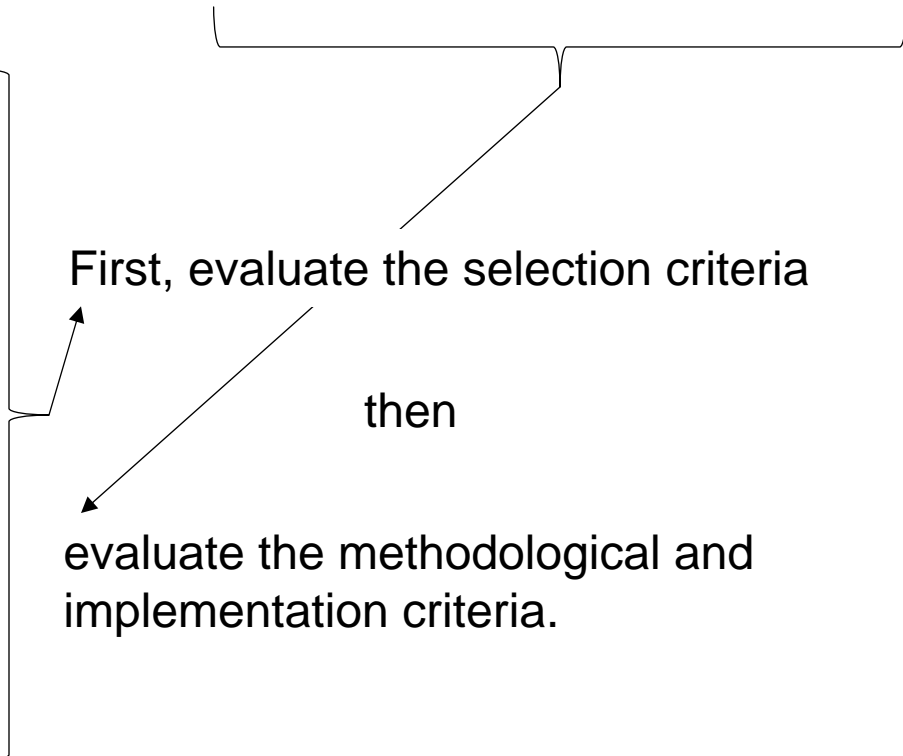 First, evaluate the selection criteria
then
evaluate the methodological and
implementation criteria.